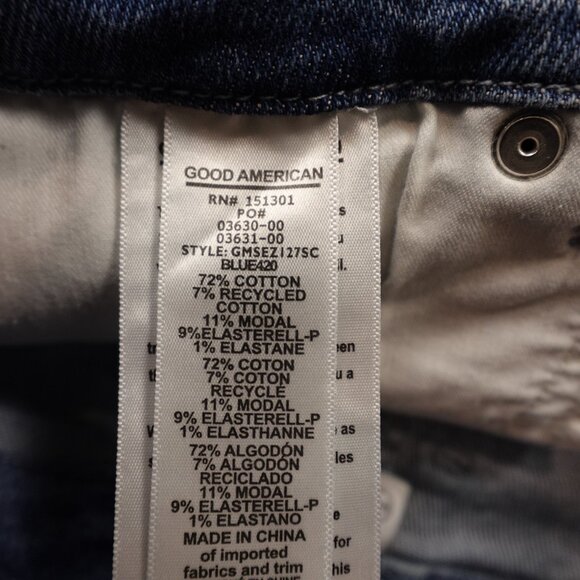 GOOD AMERICAN
RN# 151301
PO#
03630-00
03631-00
STYLE: GMSEZ127SC
BLUE420
72% COTTON
7% RECYCLED
COTTON
11% MODAL
9%ELASTERELL-P
1% ELASTANE
72% COTON
7% COTON
RECYCLE
11% MODAL
9% ELASTERELL-P
1% ELASTHANNE
72% ALGODÓN
7% ALGODÓN
RECICLADO
11% MODAL
9% ELASTERELL-P
1% ELASTANO
MADE IN CHINA
of imported
fabrics and trim
as
for